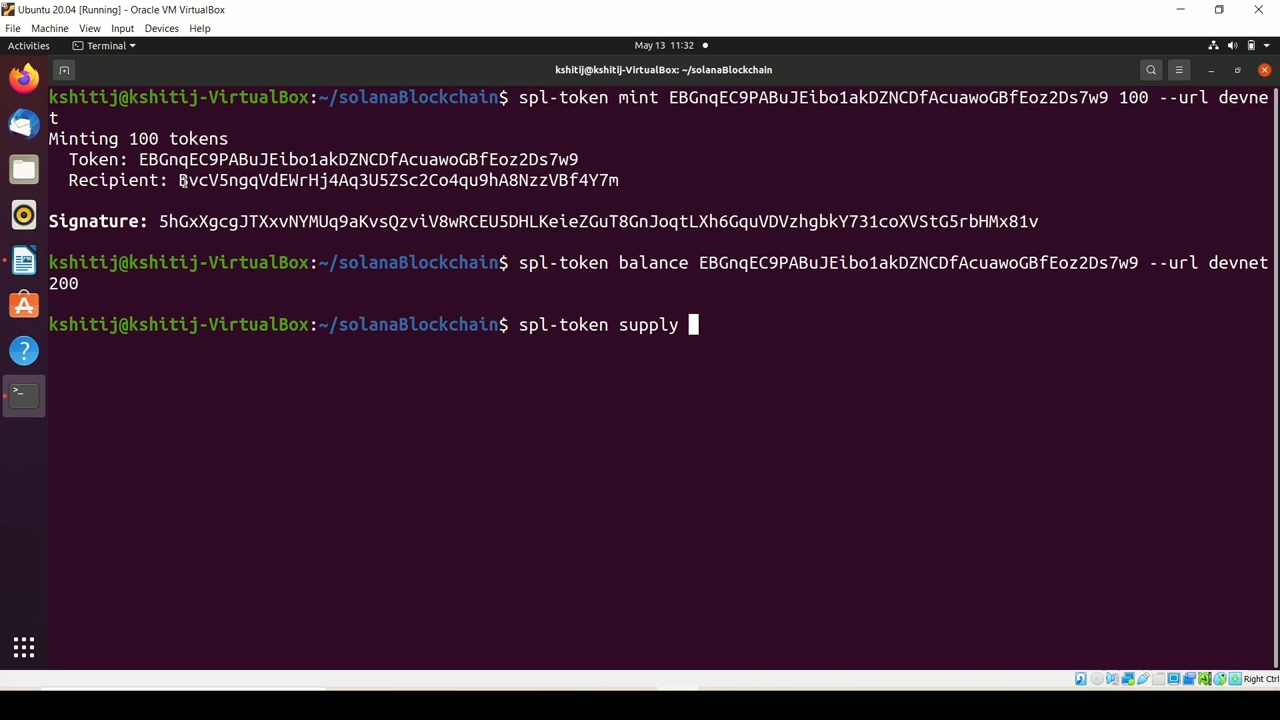 Ubuntu 20.04 [Running] - Oracle VM VirtualBox
File Machine View Input Devices Help
Activities Terminal May 13 11:32
kshitij@kshitij-VirtualBox: ~/solanaBlockchain
kshitij@kshitij-VirtualBox:~/solanaBlockchain$ spl-token mint EBGnqEC9PABuJEibo1akDZNCDfAcuawoGBfEoz2Ds7w9 100 --url devne
t
Minting 100 tokens
Token: EBGnqEC9PABuJEibo1akDZNCDfAcuawoGBfEoz2Ds7w9
Recipient: BvcV5ngqVdEWrHj4Aq3U5ZSc2Co4qu9hA8NzzVBf4Y7m
Signature: 5hGxXgcgJTXxvNYMUq9aKvsQzviV8wRCEU5DHLKeieZGuT8GnJoqtLXh6GquVDVzhgbkY731coXVStG5rbHMx81v
kshitij@kshitij-VirtualBox:~/solanaBlockchain$ spl-token balance EBGnqEC9PABuJEibo1akDZNCDfAcuawoGBfEoz2Ds7w9 --url devnet
200
kshitij@kshitij-VirtualBox:~/solanaBlockchain$ spl-token supply
Right Ctrl